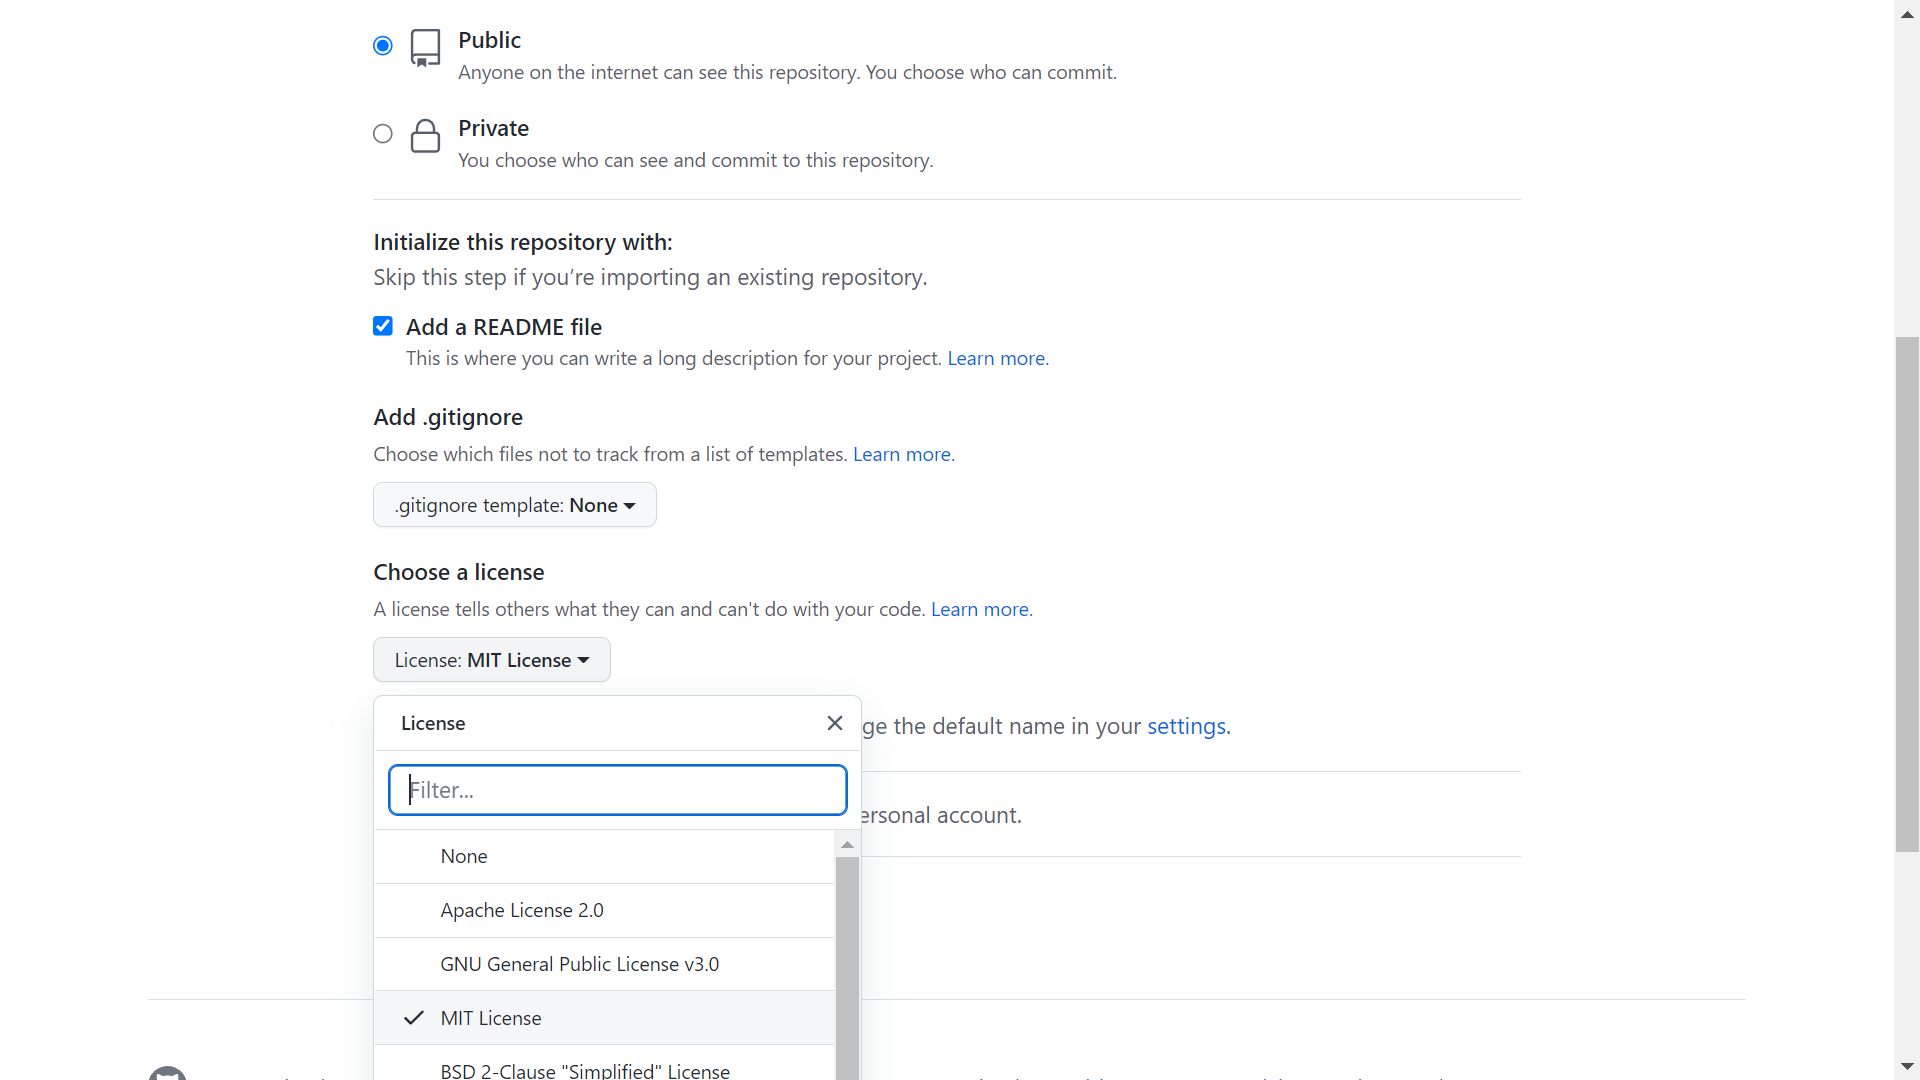 Public
Anyone on the internet can see this repository. You choose who can commit.
Private
You choose who can see and commit to this repository.
Initialize this repository with:
Skip this step if you’re importing an existing repository.
Add a README file
This is where you can write a long description for your project. Learn more.
Add .gitignore
Choose which files not to track from a list of templates. Learn more.
.gitignore template: None
Choose a license
A license tells others what they can and can't do with your code. Learn more.
License: MIT License
License
the default name in your settings.
Filter...
account.
None
Apache License 2.0
GNU General Public License v3.0
MIT License
BSD 2-Clause "Simplified" License